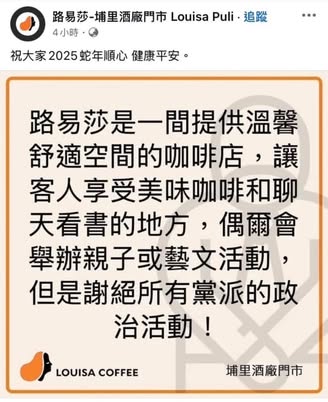 路易莎-埔里酒廠門市 Louisa Puli · 追蹤
4小時 ·
祝大家2025蛇年順心 健康平安。
路易莎是一間提供溫馨
舒適空間的咖啡店，讓
客人享受美味咖啡和聊
天看書的地方，偶爾會
舉辦親子或藝文活動，
但是謝絕所有黨派的政
治活動！
LOUISA COFFEE
埔里酒廠門市